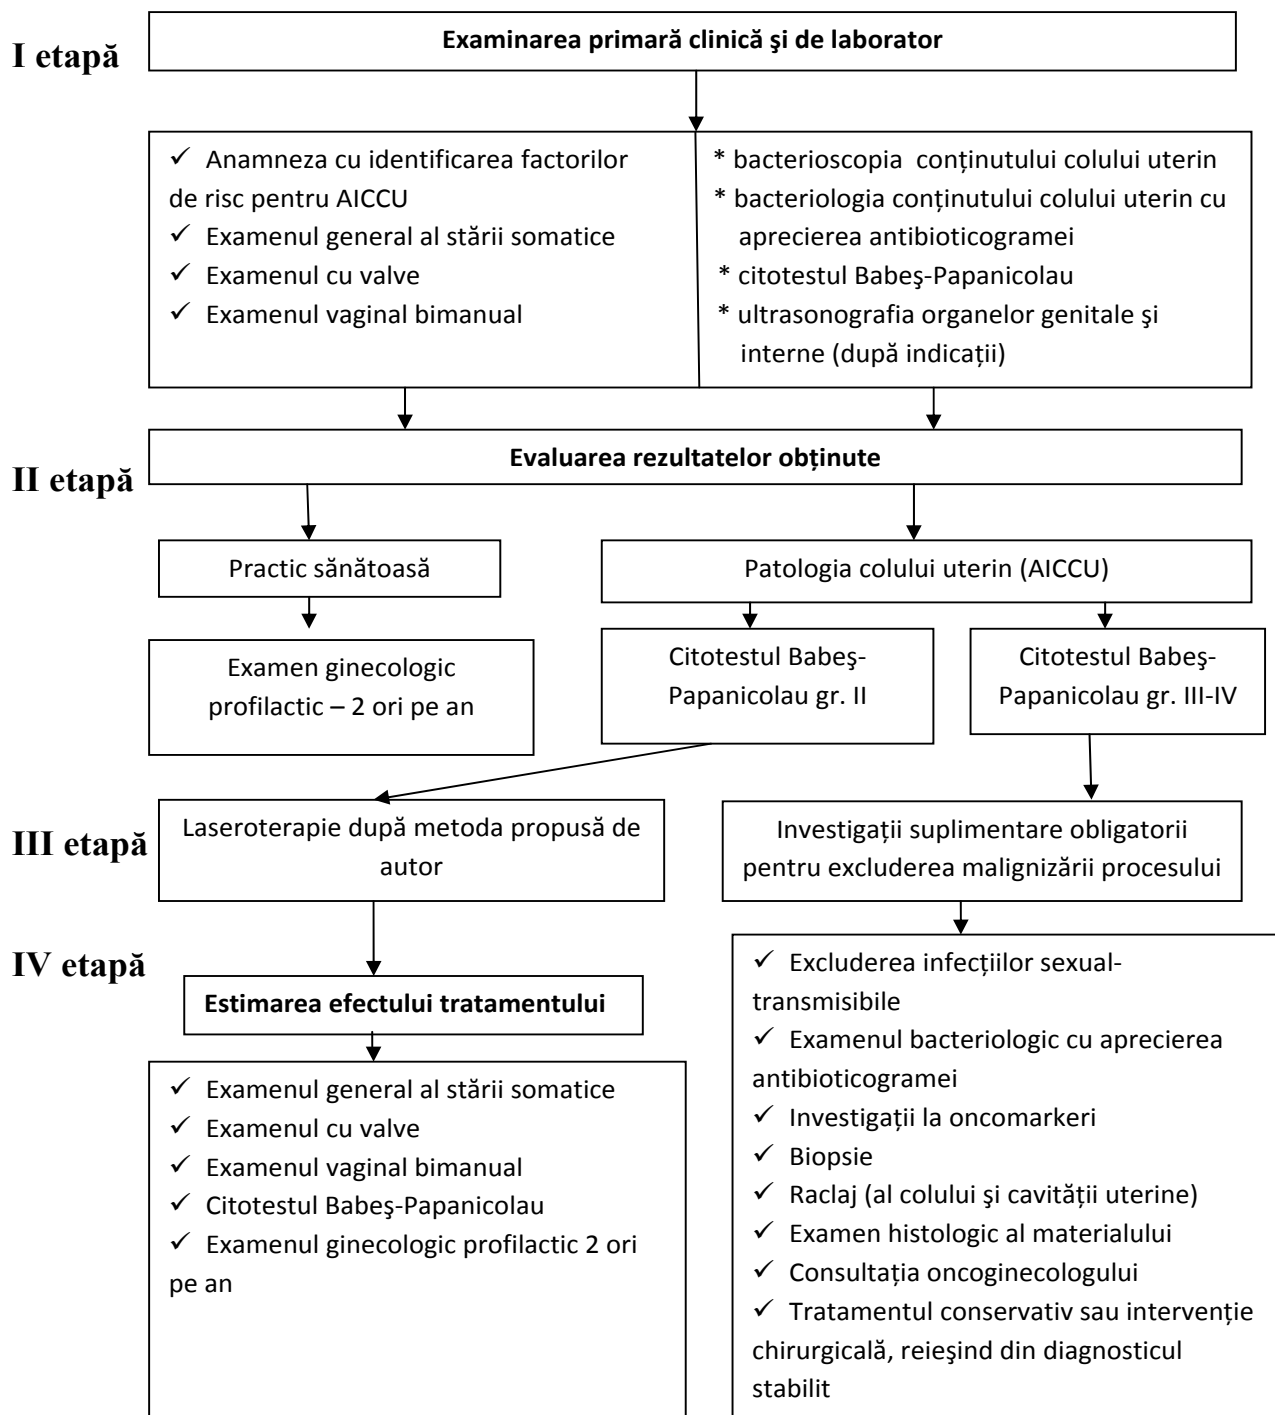 I etapă
Examinarea primară clinică şi de laborator
✓ Anamneza cu identificarea factorilor
de risc pentru AICCU
✓ Examenul general al stării somatice
✓ Examenul cu valve
✓ Examenul vaginal bimanual
* bacterioscopia conținutului colului uterin
* bacteriologia conținutului colului uterin cu
aprecierea antibioticogramei
* citotestul Babeş-Papanicolau
* ultrasonografia organelor genitale şi
interne (după indicații)
II etapă
Evaluarea rezultatelor obținute
Practic sănătoasă
Patologia colului uterin (AICCU)
Examen ginecologic
profilactic – 2 ori pe an
Citotestul Babeş-
Papanicolau gr. II
Citotestul Babeş-
Papanicolau gr. III-IV
III etapă
Laseroterapie după metoda propusă de
autor
Investigații suplimentare obligatorii
pentru excluderea malignizării procesului
IV etapă
Estimarea efectului tratamentului
✓ Examenul general al stării somatice
✓ Examenul cu valve
✓ Examenul vaginal bimanual
✓ Citotestul Babeş-Papanicolau
✓ Examenul ginecologic profilactic 2 ori
pe an
✓ Excluderea infecțiilor sexual-
transmisibile
✓ Examenul bacteriologic cu aprecierea
antibioticogramei
✓ Investigații la oncomarkeri
✓ Biopsie
✓ Raclaj (al colului şi cavității uterine)
✓ Examen histologic al materialului
✓ Consultația oncoginecologului
✓ Tratamentul conservativ sau intervenție
chirurgicală, reieşind din diagnosticul
stabilit